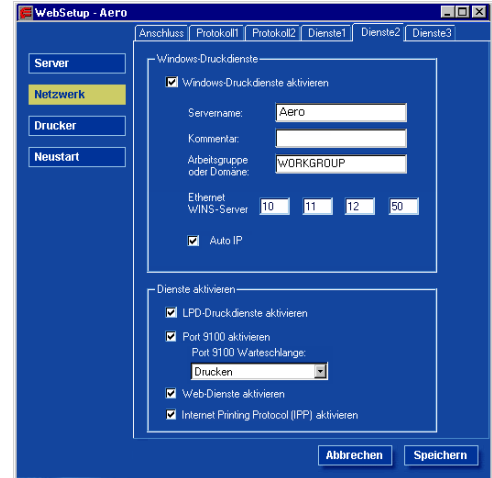 WebSetup - Aero
Anschluss Protokoll1 Protokoll2 Dienste1 Dienste2 Dienste3
Server
Netzwerk
Drucker
Neustart
Windows-Druckdienste
Windows-Druckdienste aktivieren
Servername: Aero
Kommentar:
Arbeitsgruppe
oder Domäne: WORKGROUP
Ethernet
WINS-Server 10 11 12 50
Auto IP
Dienste aktivieren
LPD-Druckdienste aktivieren
Port 9100 aktivieren
Port 9100 Warteschlange:
Drucken
Web-Dienste aktivieren
Internet Printing Protocol (IPP) aktivieren
Abbrechen Speichern